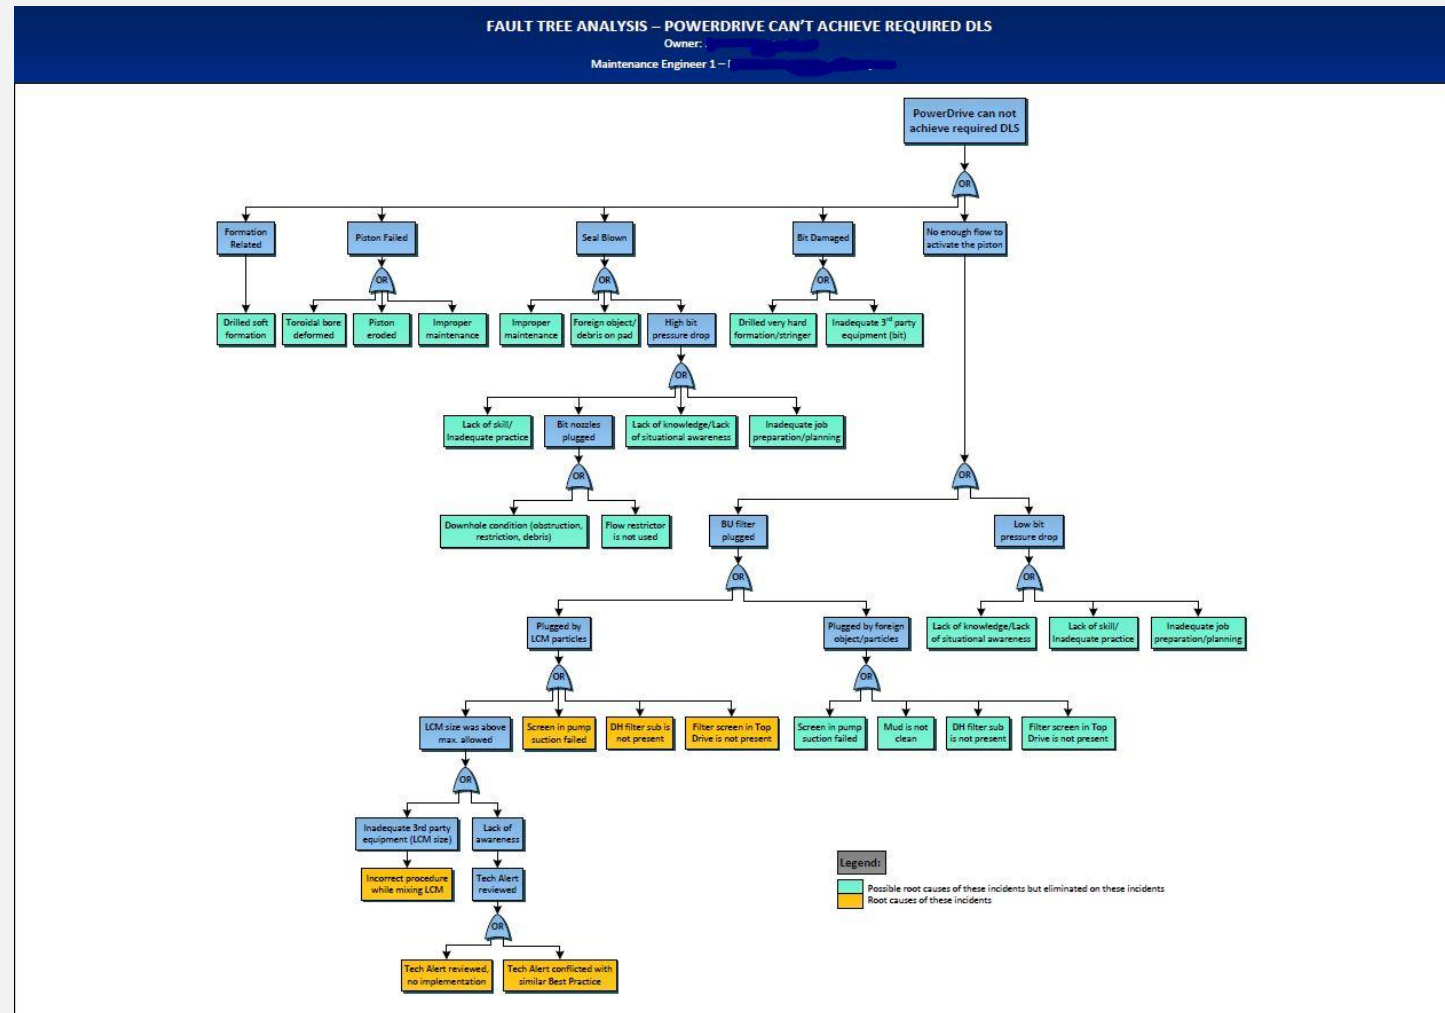 FAULT TREE ANALYSIS – POWERDRIVE CAN'T ACHIEVE REQUIRED DLS
Owner:
Maintenance Engineer 1 –
PowerDrive can not
achieve required DLS
OR
Formation
Related
Piston Failed
Seal Blown
Bit Damaged
No enough flow to
activate the piston
OR
OR
OR
Drilled soft
formation
Toroidal bore
deformed
Piston
eroded
Improper
maintenance
Improper
maintenance
Foreign object/
debris on pad
High bit
pressure drop
Drilled very hard
formation/stringer
Inadequate 3rd party
equipment (bit)
OR
Lack of skill/
Inadequate practice
Bit nozzles
plugged
Lack of knowledge/Lack
of situational awareness
Inadequate job
preparation/planning
OR
OR
Downhole condition (obstruction,
restriction, debris)
Flow restrictor
is not used
BU filter
plugged
Low bit
pressure drop
OR
OR
Plugged by
LCM particles
Plugged by foreign
object/particles
Lack of knowledge/Lack
of situational awareness
Lack of skill/
Inadequate practice
Inadequate job
preparation/planning
OR
OR
LCM size was above
max. allowed
Screen in pump
suction failed
DH filter sub is
not present
Filter screen in Top
Drive is not present
Screen in pump
suction failed
Mud is not
clean
DH filter sub
is not present
Filter screen in Top
Drive is not present
OR
Inadequate 3rd party
equipment (LCM size)
Lack of
awareness
Incorrect procedure
while mixing LCM
Tech Alert
reviewed
OR
Tech Alert reviewed,
no implementation
Tech Alert conflicted with
similar Best Practice
Legend:
Possible root causes of these incidents but eliminated on these incidents
Root causes of these incidents